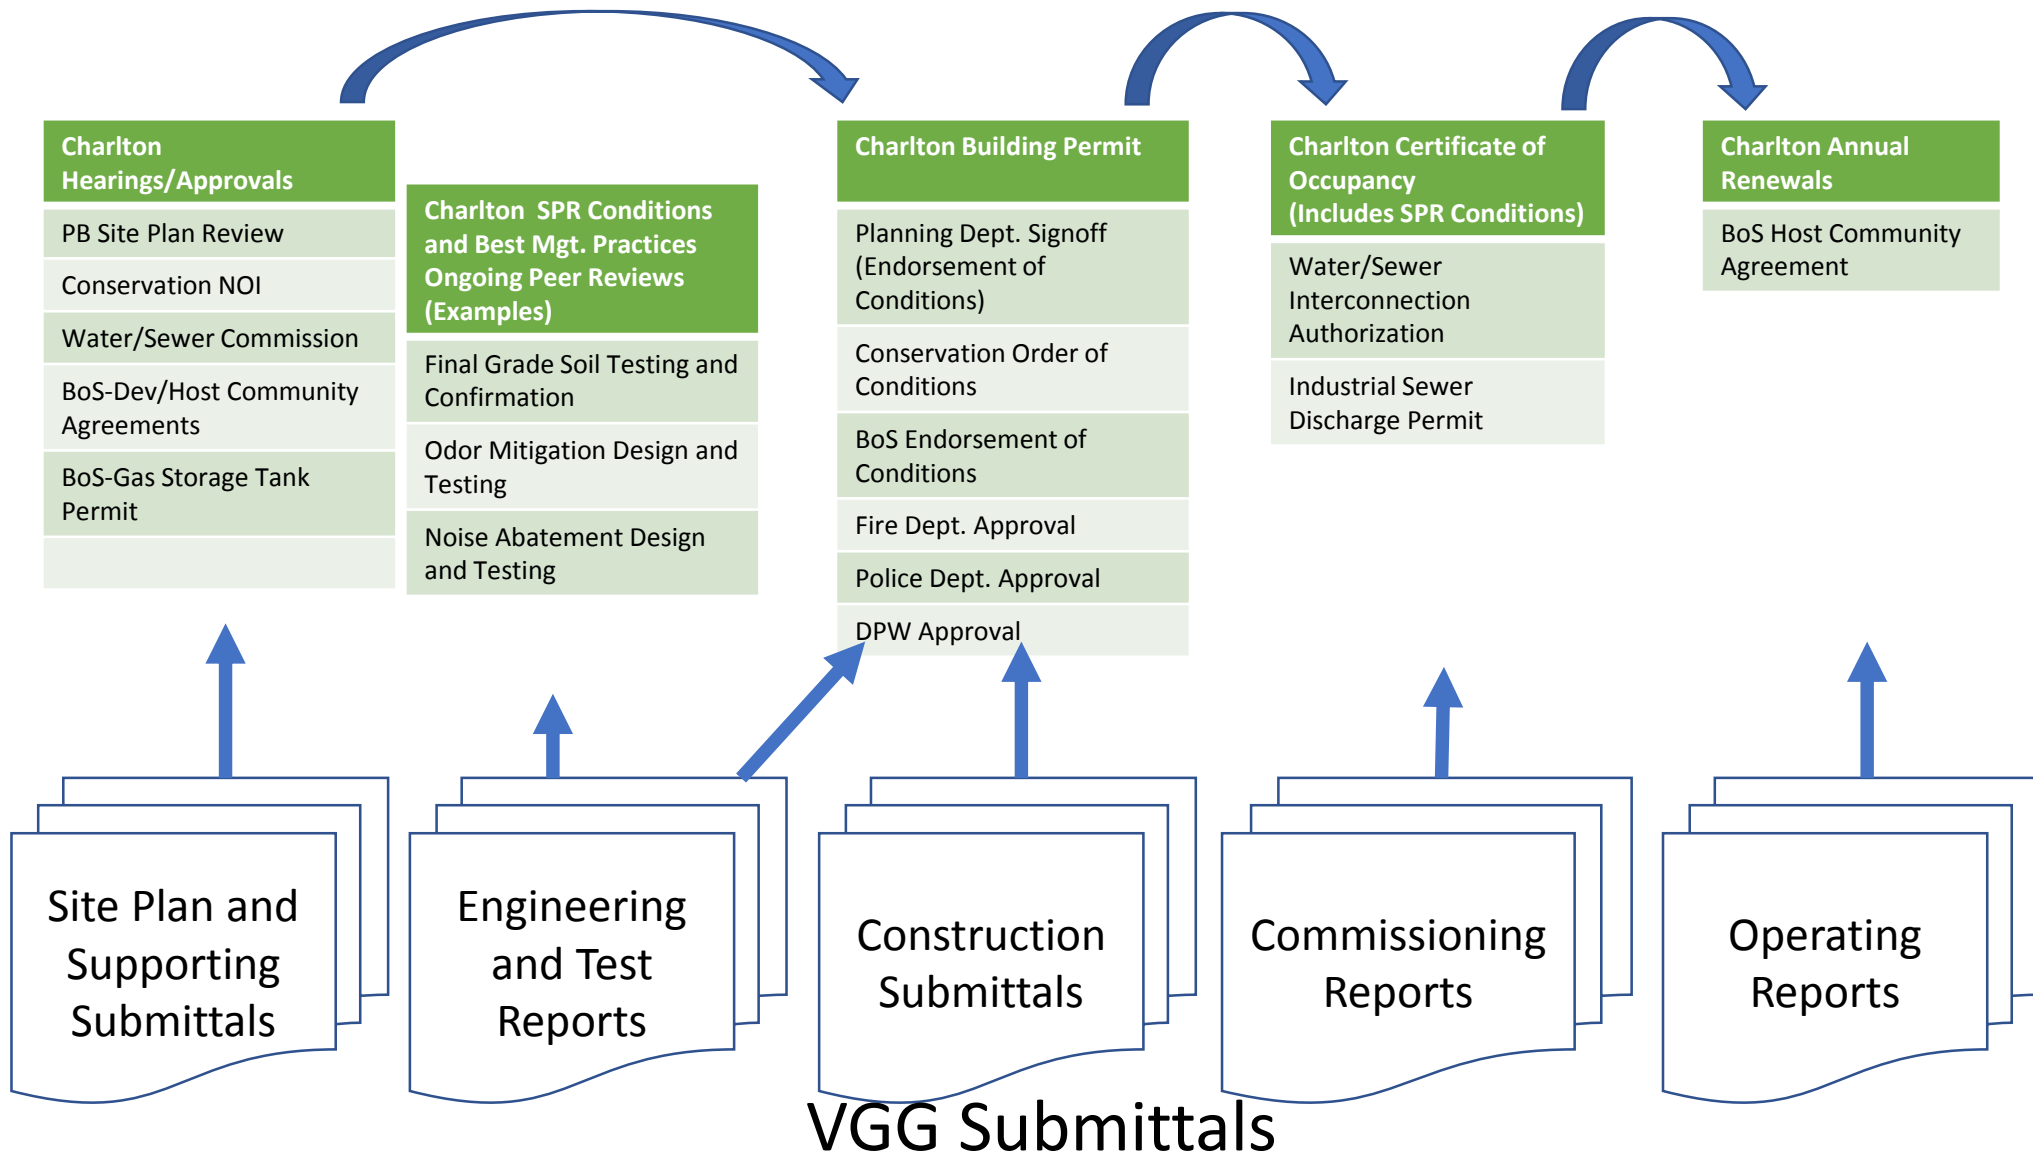 Charlton
Hearings/Approvals
PB Site Plan Review
Conservation NOI
Water/Sewer Commission
BoS-Dev/Host Community
Agreements
BoS-Gas Storage Tank
Permit
Charlton  SPR Conditions
and Best Mgt. Practices
Ongoing Peer Reviews
(Examples)
Final Grade Soil Testing and
Confirmation
Odor Mitigation Design and
Testing
Noise Abatement Design
and Testing
Charlton Building Permit
Planning Dept. Signoff
(Endorsement of
Conditions)
Conservation Order of
Conditions
BoS Endorsement of
Conditions
Fire Dept. Approval
Police Dept. Approval
DPW Approval
Charlton Certificate of
Occupancy
(Includes SPR Conditions)
Water/Sewer
Interconnection
Authorization
Industrial Sewer
Discharge Permit
Charlton Annual
Renewals
BoS Host Community
Agreement
Site Plan and
Supporting
Submittals
Engineering
and Test
Reports
Construction
Submittals
Commissioning
Reports
Operating
Reports
VGG Submittals